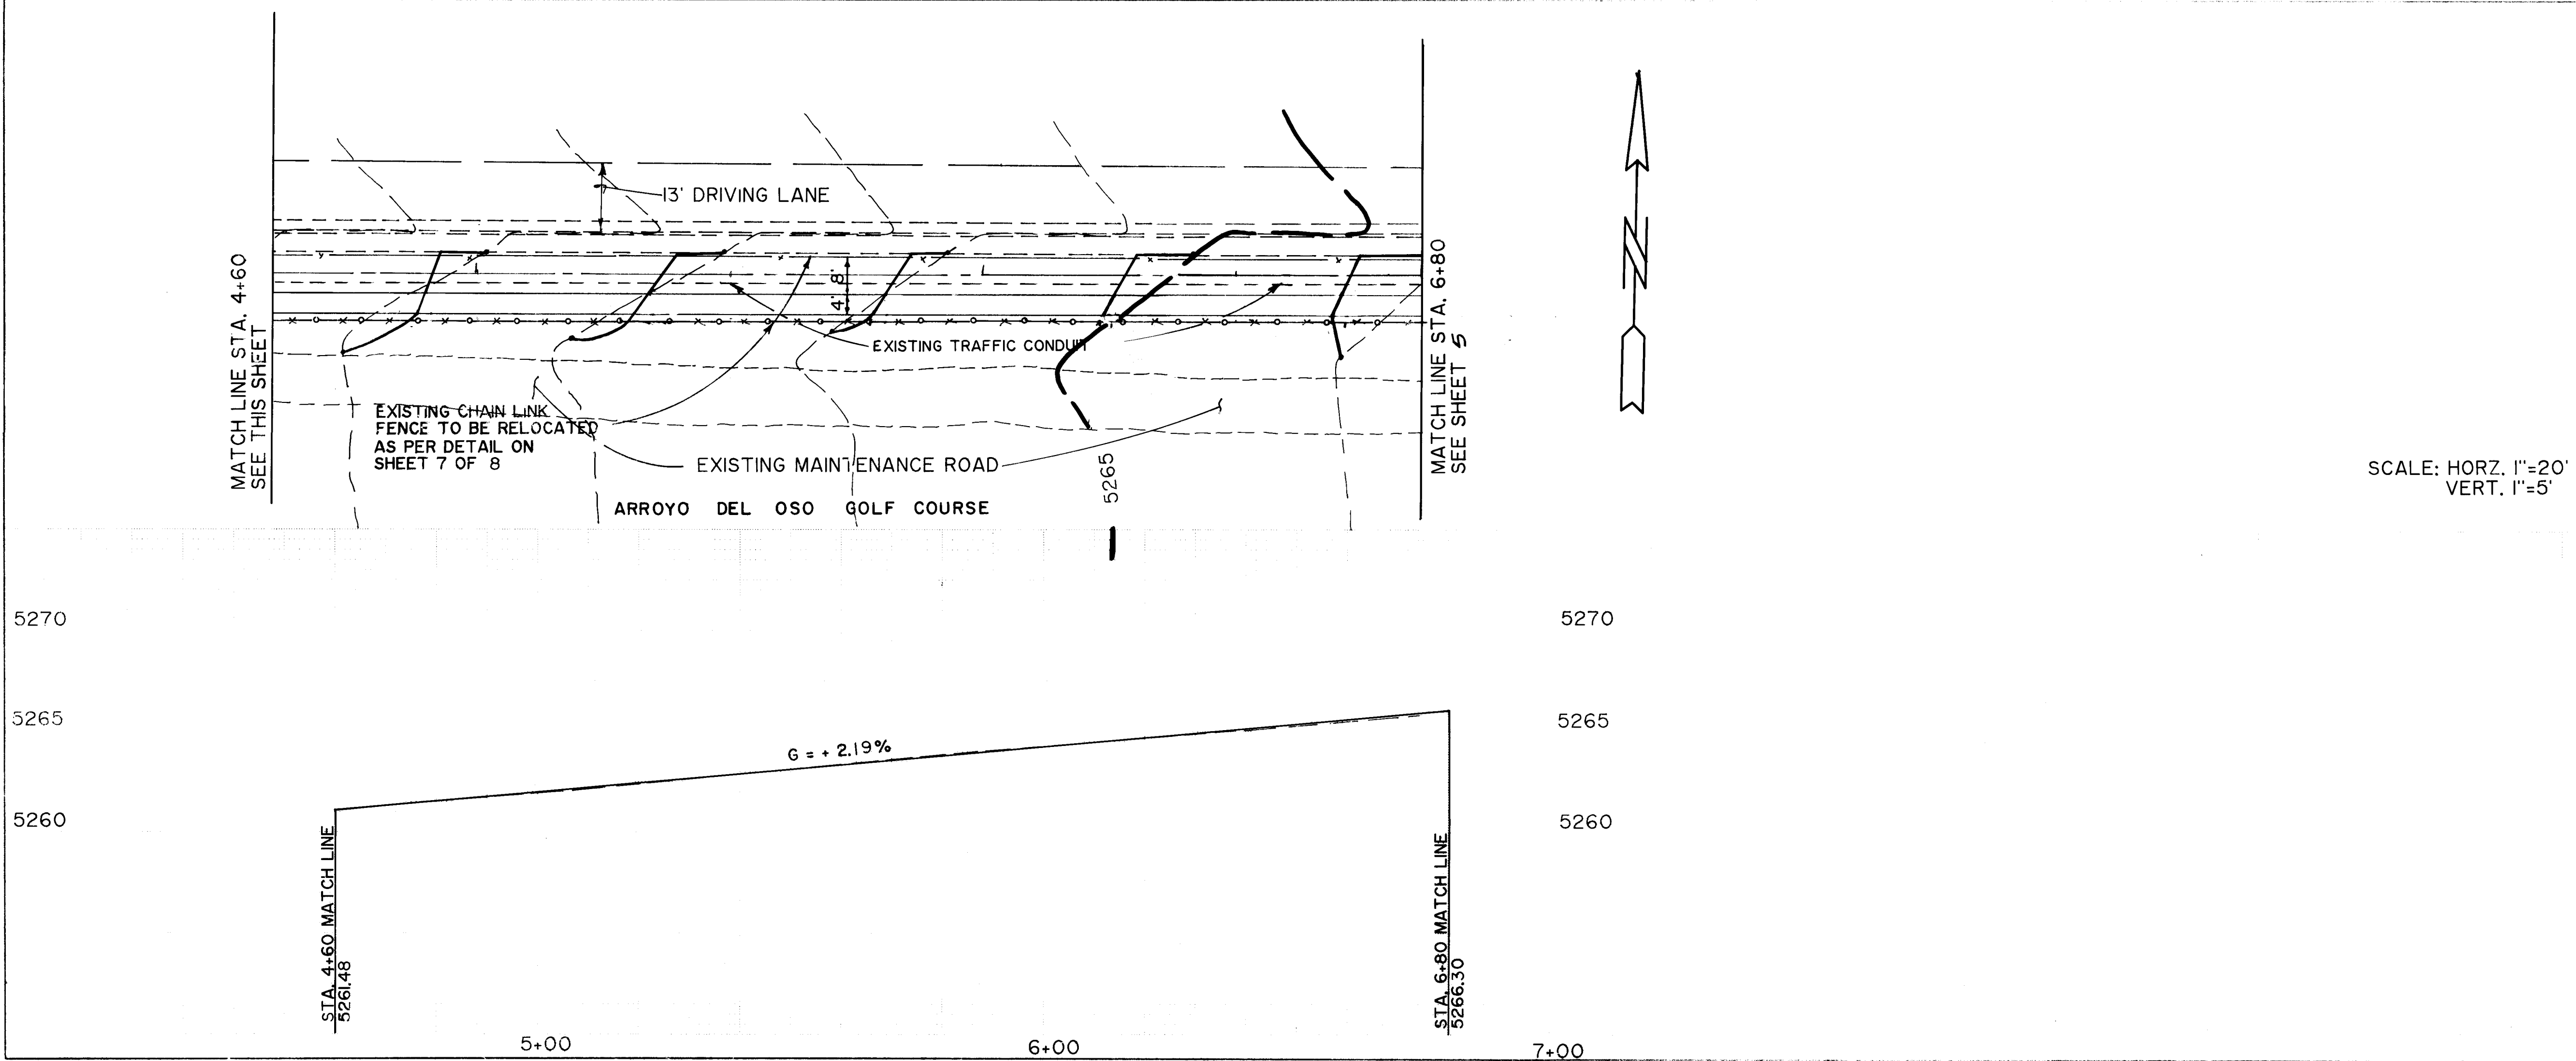 MATCH LINE STA. 4+60
SEE THIS SHEET
13' DRIVING LANE
8'
4'
EXISTING TRAFFIC CONDUIT
EXISTING CHAIN LINK
FENCE TO BE RELOCATED
AS PER DETAIL ON
SHEET 7 OF 8
EXISTING MAINTENANCE ROAD
ARROYO DEL OSO GOLF COURSE
5265
MATCH LINE STA. 6+80
SEE SHEET 5
N
SCALE: HORZ. 1"=20'
VERT. 1"=5'
5270
5270
5265
5265
G = + 2.19%
5260
5260
STA. 4+60 MATCH LINE
5261.48
STA. 6+80 MATCH LINE
5266.30
5+00
6+00
7+00